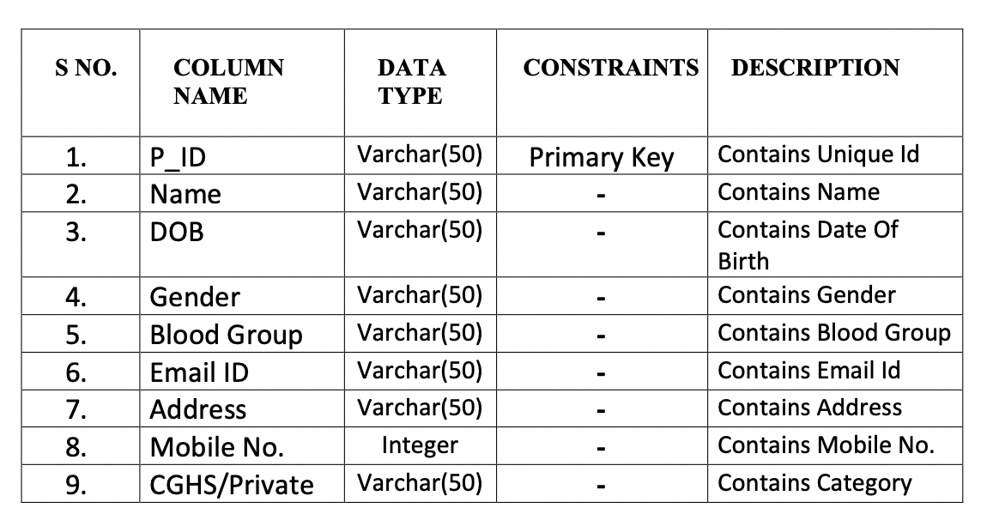 S NO. COLUMN NAME DATA TYPE CONSTRAINTS DESCRIPTION
1. P_ID Varchar(50) Primary Key Contains Unique Id
2. Name Varchar(50) - Contains Name
3. DOB Varchar(50) - Contains Date Of Birth
4. Gender Varchar(50) - Contains Gender
5. Blood Group Varchar(50) - Contains Blood Group
6. Email ID Varchar(50) - Contains Email Id
7. Address Varchar(50) - Contains Address
8. Mobile No. Integer - Contains Mobile No.
9. CGHS/Private Varchar(50) - Contains Category